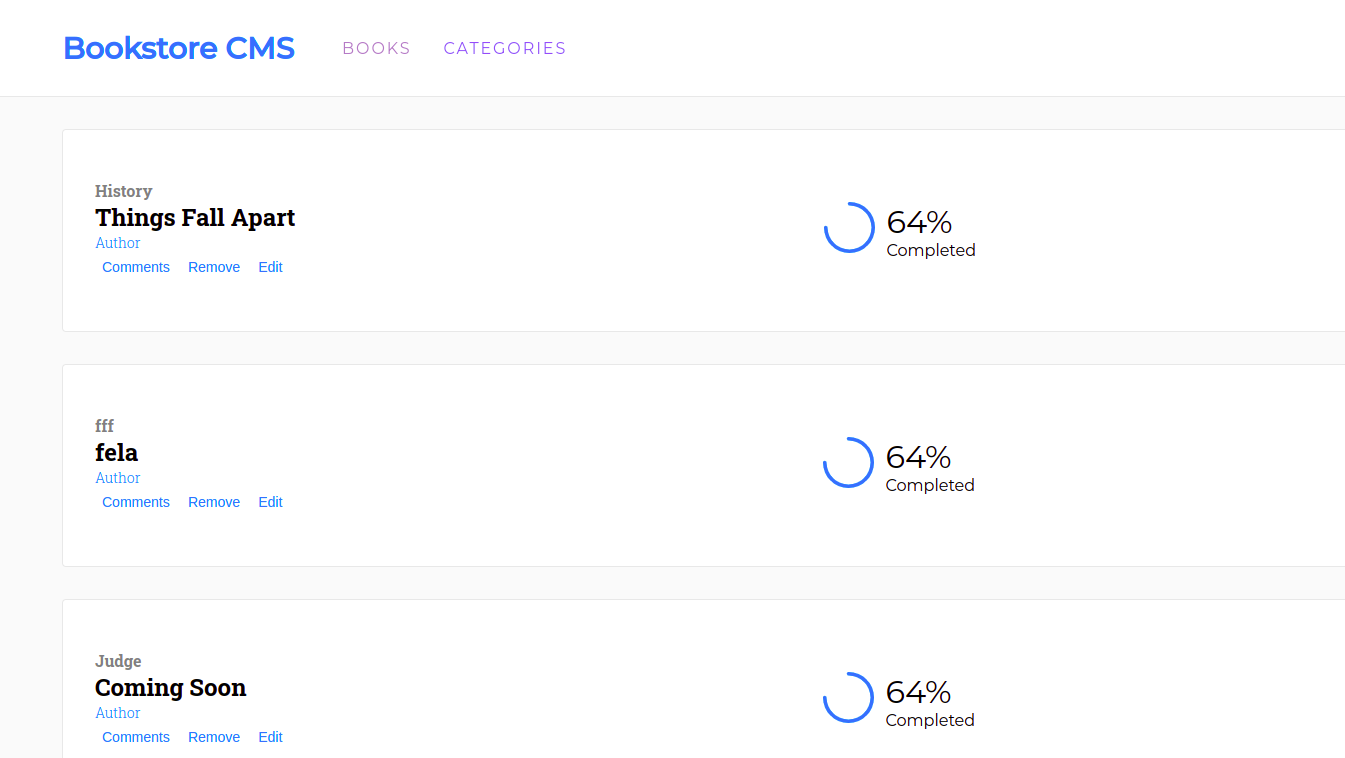 Bookstore CMS BOOKS CATEGORIES
History
Things Fall Apart
Author
Comments Remove Edit
64%
Completed
fff
fela
Author
Comments Remove Edit
64%
Completed
Judge
Coming Soon
Author
Comments Remove Edit
64%
Completed